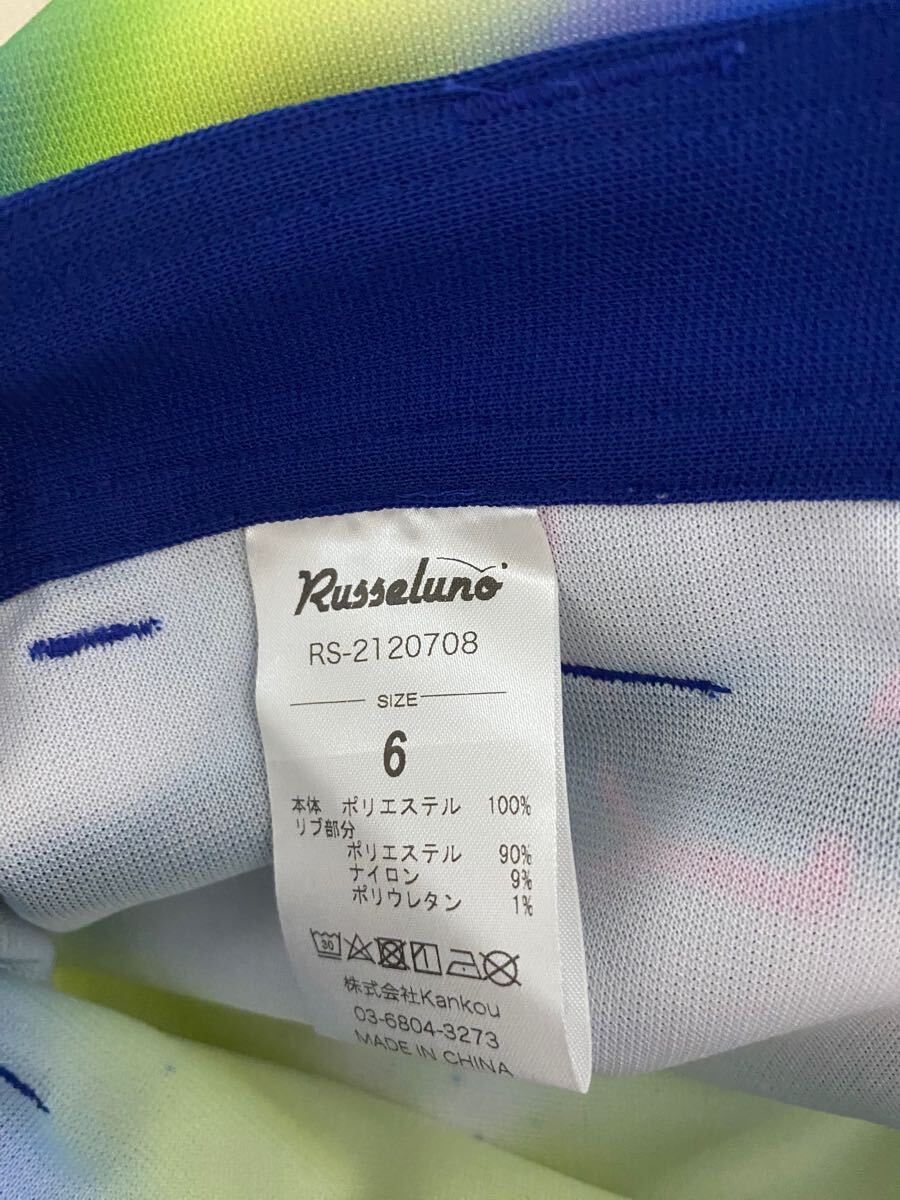 Russeluno
RS-2120708
SIZE
6
本体 ポリエステル 100%
リブ部分
ポリエステル 90%
ナイロン 9%
ポリウレタン 1%
30
株式会社Kankou
03-6804-3273
MADE IN CHINA